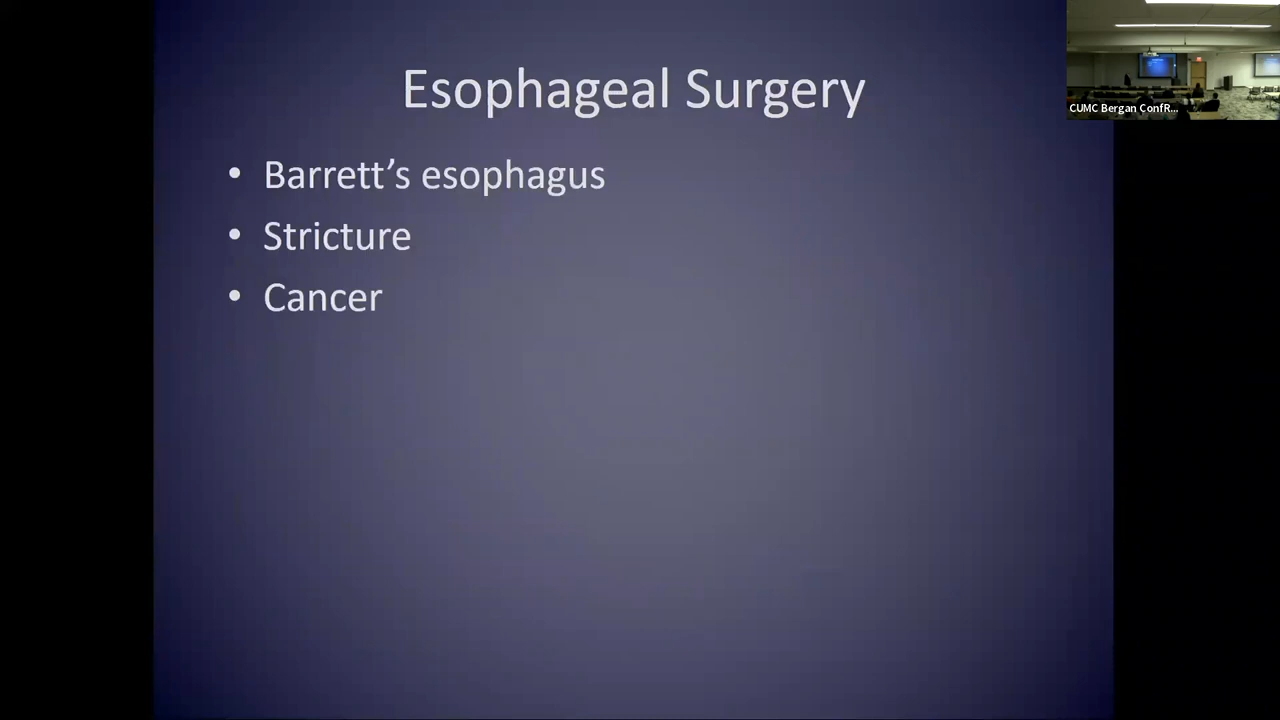 Esophageal Surgery
• Barrett’s esophagus
• Stricture
• Cancer
CUMC Bergan ConfR...